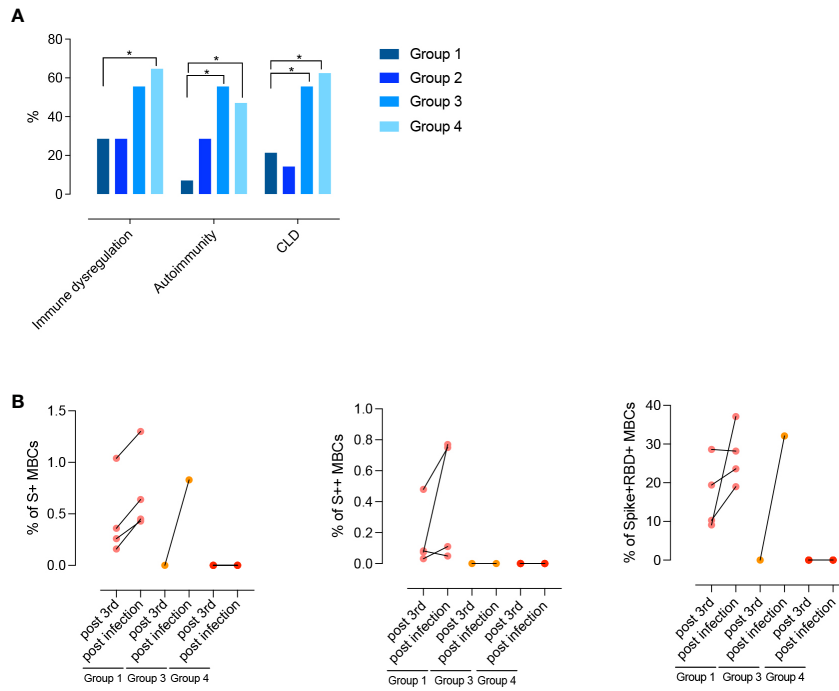 A
80
60
40
20
0
%
*
*
*
*
*
Immune dysregulation
Autoimmunity
CLD
Group 1
Group 2
Group 3
Group 4
B
% of S+ MBCs
1.5
1.0
0.5
0.0
post 3rd
post infection
post 3rd
post infection
post 3rd
post infection
Group 1 Group 3 Group 4
% of S++ MBCs
1.0
0.8
0.6
0.4
0.2
0.0
post 3rd
post infection
post 3rd
post infection
post 3rd
post infection
Group 1 Group 3 Group 4
% of Spike+RBD+ MBCs
40
30
20
10
0
post 3rd
post infection
post 3rd
post infection
post 3rd
post infection
Group 1 Group 3 Group 4